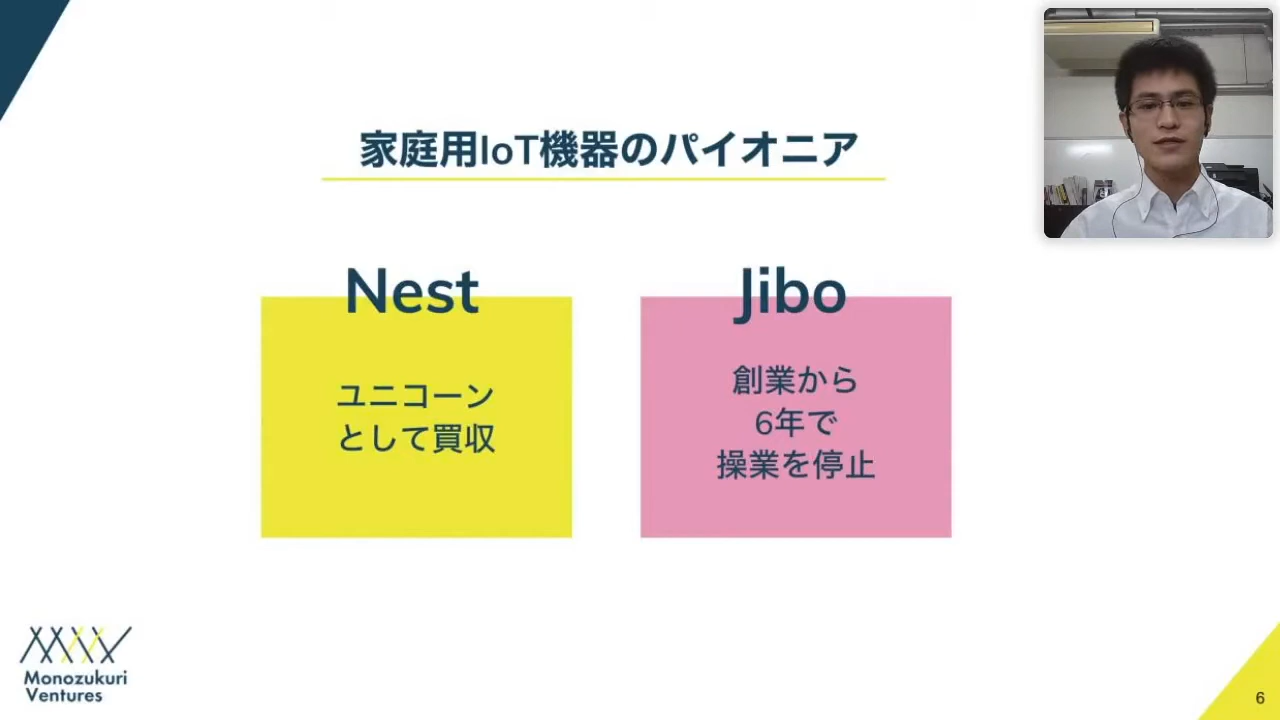 家庭用IoT機器のパイオニア
Nest
ユニコーン
として買収
Jibo
創業から
6年で
操業を停止
Monozukuri
Ventures
6